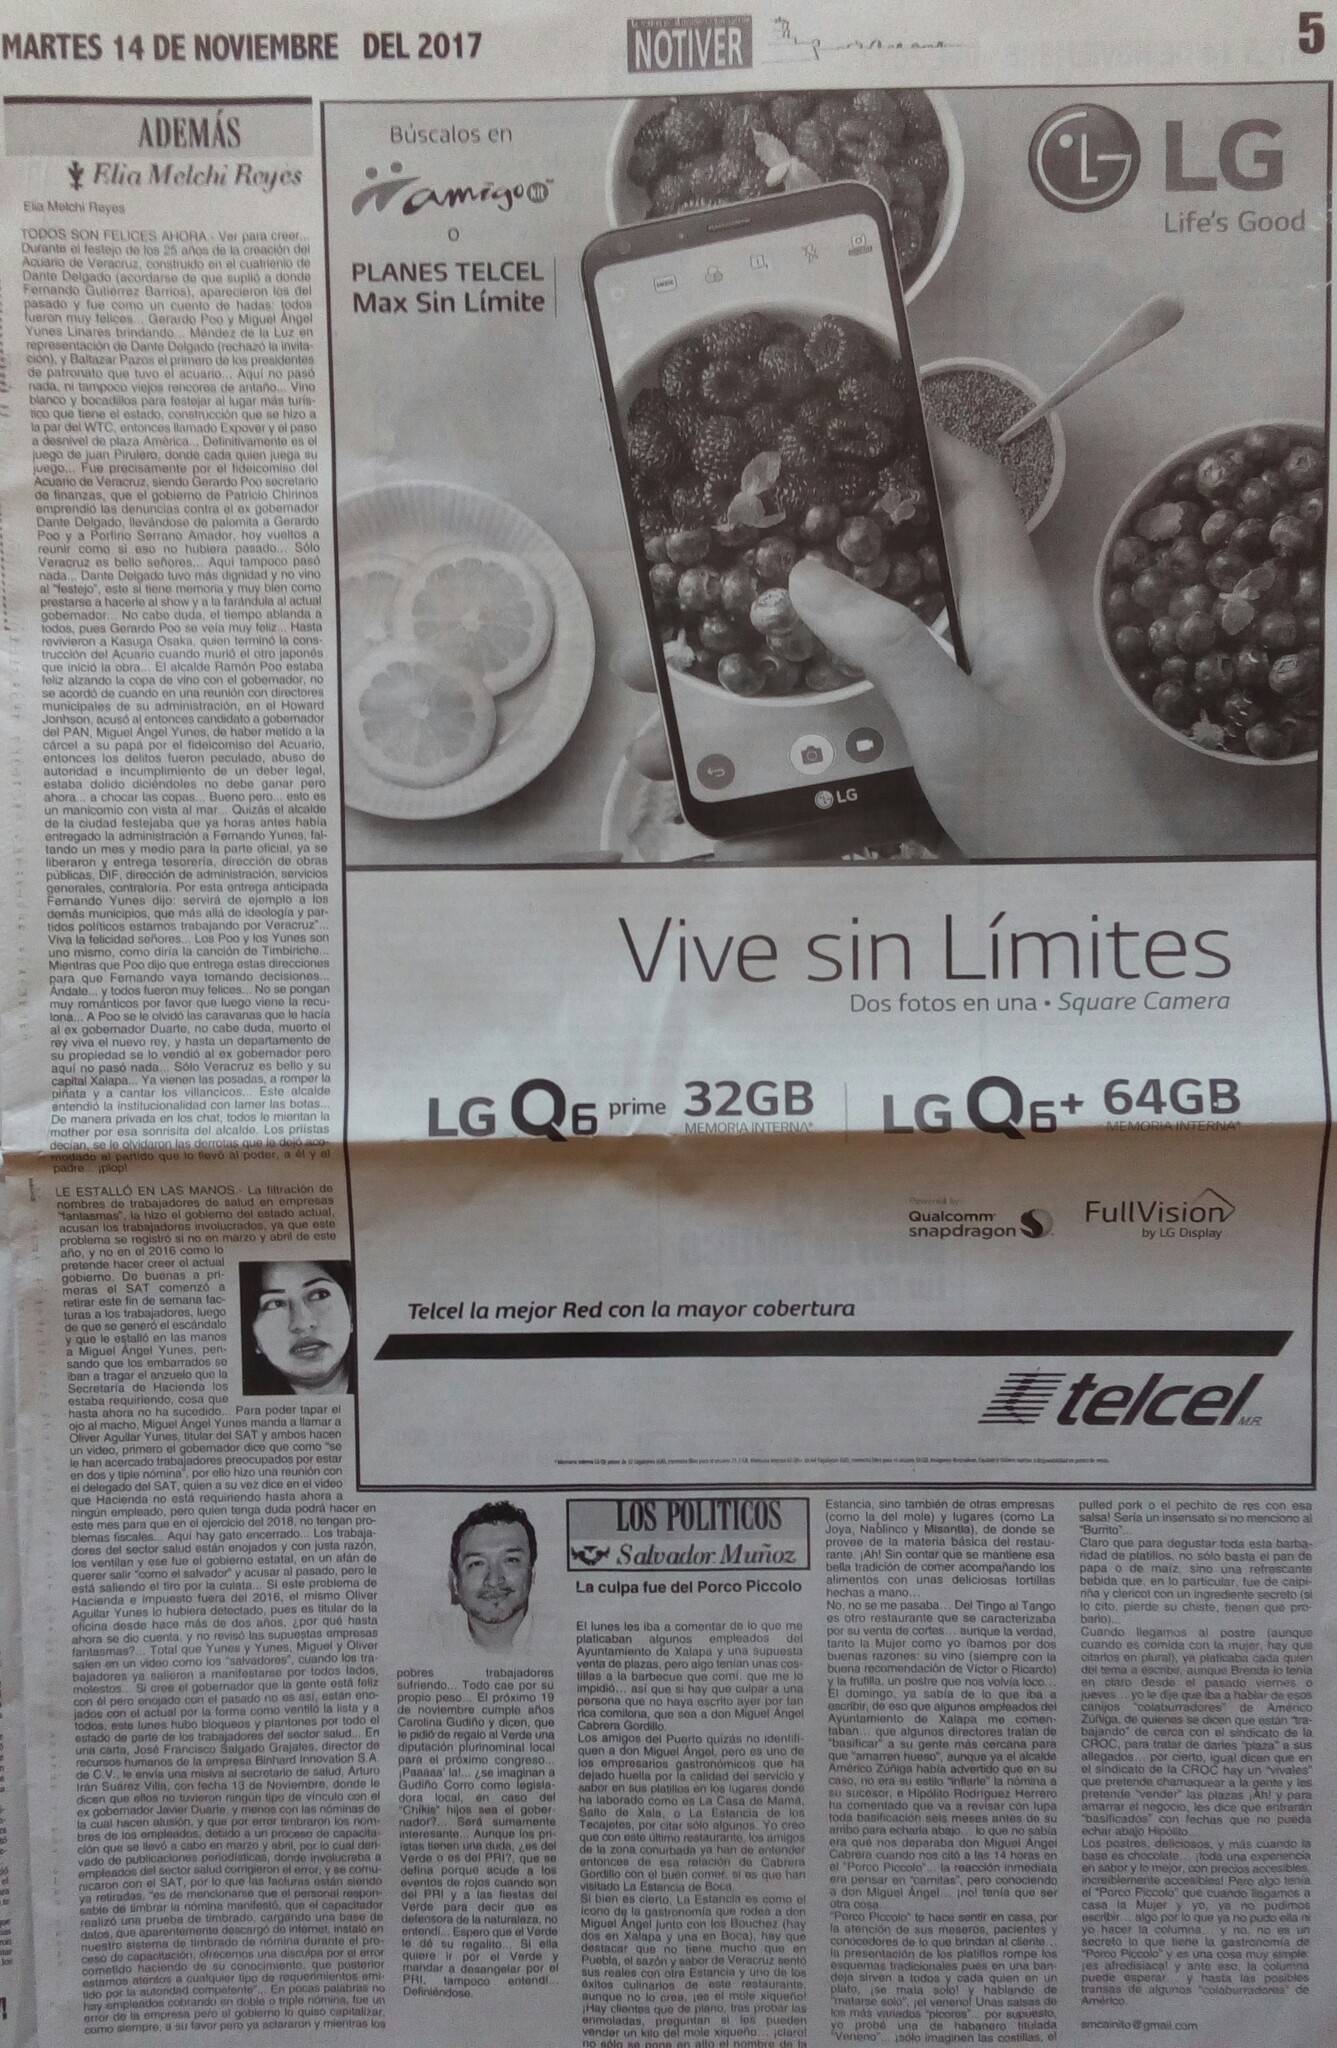 MARTES 14 DE NOVIEMBRE DEL 2017
NOTIVER
5
ADEMÁS
Elia Melchi Reyes
Elia Melchi Reyes
TODOS SON FELICES AHORA.- Ver para creer...
Durante el festejo de los 25 años de la creación del
Acuario de Veracruz, construido en el cuatrienio de
Dante Delgado (acordarse de que suplió a donde
Fernando Gutiérrez Barrios), aparecieron los del
pasado y fue como un cuento de hadas: todos
fueron muy felices... Gerardo Poo y Miguel Ángel
Yunes Linares brindando... Méndez de la Luz en
representación de Dante Delgado (rechazó la invita-
ción), y Baltazar Pazos el primero de los presidentes
de patronato que tuvo el acuario... Aquí no pasó
nada, ni tampoco viejos rencores de antaño... Vino
blanco y bocadillos para festejar al lugar más turís-
tico que tiene el estado, construcción que se hizo a
la par del WTC, entonces llamado Expover y el paso
a desnivel de plaza América... Definitivamente es el
juego de juan Pirulero, donde cada quien juega su
juego... Fue precisamente por el fideicomiso del
Acuario de Veracruz, siendo Gerardo Poo secretario
de finanzas, que el gobierno de Patricio Chirinos
emprendió las denuncias contra el ex gobernador
Dante Delgado, llevándose de palomita a Gerardo
Poo y a Porfirio Serrano Amador, hoy vueltos a
reunir como si eso no hubiera pasado... Sólo
Veracruz es bello señores... Aquí tampoco pasó
nada... Dante Delgado tuvo más dignidad y no vino
al "festejo", este si tiene memoria y muy bien como
prestarse a hacerle al show y a la farándula al actual
gobernador... No cabe duda, el tiempo ablanda a
todos, pues Gerardo Poo se veía muy feliz... Hasta
revivieron a Kasuga Osaka, quien terminó la cons-
trucción del Acuario cuando murió el otro japonés
que inició la obra... El alcalde Ramón Poo estaba
feliz alzando la copa de vino con el gobernador, no
se acordó de cuando en una reunión con directores
municipales de su administración, en el Howard
Jonhson, acusó al entonces candidato a gobernador
del PAN, Miguel Ángel Yunes, de haber metido a la
cárcel a su papá por el fidelcomiso del Acuario,
entonces los delitos fueron peculado, abuso de
autoridad e incumplimiento de un deber legal,
estaba dolido diciéndoles no debe ganar pero
ahora... a chocar las copas... Bueno pero... esto es
un manicomio con vista al mar... Quizás el alcalde
de la ciudad festejaba que ya horas antes había
entregado la administración a Fernando Yunes, fal-
tando un mes y medio para la parte oficial, ya se
liberaron y entrega tesorería, dirección de obras
públicas, DIF, dirección de administración, servicios
generales, contraloría. Por esta entrega anticipada
Fernando Yunes dijo: servirá de ejemplo a los
demás municipios, que más allá de ideología y par-
tidos políticos estamos trabajando por Veracruz"...
Viva la felicidad señores... Los Poo y los Yunes son
uno mismo, como diría la canción de Timbiriche...
Mientras que Poo dijo que entrega estas direcciones
para que Fernando vaya tomando decisiones...
Ándale... y todos fueron muy felices... No se pongan
muy románticos por favor que luego viene la recu-
lona... A Poo se le olvidó las caravanas que le hacía
al ex gobernador Duarte, no cabe duda, muerto el
rey viva el nuevo rey, y hasta un departamento de
su propiedad se lo vendió al ex gobernador pero
aquí no pasó nada... Sólo Veracruz es bello y su
capital Xalapa... Ya vienen las posadas, a romper la
piñata y a cantar los villancicos... Este alcalde
entendió la institucionalidad con lamer las botas...
De manera privada en los chat, todos le mientan la
mother por esa sonrisita del alcalde. Los priistas
decían, se le olvidaron las derrotas que le dejó aco-
modado al partido que lo llevó al poder, a él y al
padre... ¡plop!
LE ESTALLÓ EN LAS MANOS.- La filtración de
nombres de trabajadores de salud en empresas
"fantasmas", la hizo el gobierno del estado actual,
acusan los trabajadores involucrados, ya que este
problema se registró si no en marzo y abril de este
año, y no en el 2016 como lo
pretende hacer creer el actual
gobierno. De buenas a pri-
meras el SAT comenzó a
retirar este fin de semana fac-
turas a los trabajadores, luego
de que se generó el escándalo
y que le estalló en las manos
a Miguel Ángel Yunes, pen-
sando que los embarrados se
iban a tragar el anzuelo que la
Secretaría de Hacienda los
estaba requiriendo, cosa que
hasta ahora no ha sucedido... Para poder tapar el
ojo al macho, Miguel Ángel Yunes manda a llamar a
Oliver Aguilar Yunes, titular del SAT y ambos hacen
un video, primero el gobernador dice que como "se
le han acercado trabajadores preocupados por estar
en dos y tiple nómina", por ello hizo una reunión con
el delegado del SAT, quien a su vez dice en el video
que Hacienda no está requiriendo hasta ahora a
ningún empleado, pero quien tenga duda podrá hacer en
este mes para que en el ejercicio del 2018, no tengan pro-
blemas fiscales... Aquí hay gato encerrado... Los trabaja-
dores del sector salud están enojados y con justa razón,
los ventilan y ese fue el gobierno estatal, en un afán de
querer salir "como el salvador" y acusar al pasado, pero le
está saliendo el tiro por la culata... Si este problema de
Hacienda e impuesto fuera del 2016, el mismo Oliver
Aguilar Yunes lo hubiera detectado, pues es titular de la
oficina desde hace más de dos años, ¿por qué hasta
ahora se dio cuenta, y no revisó las supuestas empresas
fantasmas?... Total que Yunes y Yunes, Miguel y Oliver
salen en un video como los "salvadores", cuando los tra-
bajadores ya salieron a manifestarse por todos lados,
molestos... Si cree el gobernador que la gente está feliz
con él pero enojado con el pasado no es así, están eno-
jados con el actual por la forma como ventiló la lista y a
todos, este lunes hubo bloqueos y plantones por todo el
estado de parte de los trabajadores del sector salud... En
una carta, José Francisco Salgado Grajales, director de
recursos humanos de la empresa Binhard Innovation S.A.
de C.V., le envía una misiva al secretario de salud, Arturo
Irán Suárez Villa, con fecha 13 de Noviembre, donde le
dicen que ellos no tuvieron ningún tipo de vínculo con el
ex gobernador Javier Duarte, y menos con las nóminas de
la cual hacen alusión, y que por error timbraron los nom-
bres de los empleados, debido a un proceso de capacita-
ción que se llevó a cabo en marzo y abril, por lo cual deri-
vado de publicaciones periodísticas, donde involucraba a
empleados del sector salud corrigieron el error, y se comu-
nicaron con el SAT, por lo que las facturas están siendo
ya retiradas, "es de mencionarse que el personal respon-
sable de timbrar la nómina manifestó, que el capacitador
realizó una prueba de timbrado, cargando una base de
datos, que aparentemente descargó de internet, instaló en
nuestro sistema de timbrado de nómina durante el pro-
ceso de capacitación, ofrecemos una disculpa por el error
cometido haciendo de su conocimiento, que posterior
estamos atentos a cualquier tipo de requerimientos emi-
tido por la autoridad competente"... En pocas palabras no
hay empleados cobrando en doble o triple nómina, fue un
error de la empresa pero al gobierno lo quiso capitalizar,
como siempre, a su favor pero ya aclararon y mientras los
pobres trabajadores
sufriendo... Todo cae por su
propio peso... El próximo 19
de noviembre cumple años
Carolina Gudiño y dicen, que
le pidió de regalo al Verde una
diputación plurinominal local
para el próximo congreso...
¡Paaaaa' la!... ¿se imaginan a
Gudiño Corro como legisla-
dora local, en caso del
"Chikis" hijos sea el gober-
nador?... Será sumamente
interesante... Aunque los pri-
ístas tienen una duda, ¿es del
Verde o es del PRI?, que se
defina porque acude a los
eventos de rojos cuando son
del PRI y a las fiestas del
Verde para decir que es
defensora de la naturaleza, no
entendí... Espero que el Verde
le dé su regalito... Si ella
quiere ir por el Verde y
mandar a desangelar por el
PRI, tampoco entendí...
Definiéndose.
Búscalos en
amigo KIT
o
PLANES TELCEL
Max Sin Límite
LG
Life's Good
LG
Vive sin Límites
Dos fotos en una • Square Camera
LG Q6 prime 32GB
MEMORIA INTERNA*
LG Q6+ 64GB
MEMORIA INTERNA*
Powered by
Qualcomm
snapdragon
FullVision
by LG Display
Telcel la mejor Red con la mayor cobertura
telcel M.R.
LOS POLITICOS
Salvador Muñoz
La culpa fue del Porco Piccolo
El lunes les iba a comentar de lo que me
platicaban algunos empleados del
Ayuntamiento de Xalapa y una supuesta
venta de plazas, pero algo tenían unas cos-
tillas a la barbecue que comí, que me lo
impidió... así que si hay que culpar a una
persona que no haya escrito ayer por tan
rica comilona, que sea a don Miguel Ángel
Cabrera Gordillo.
Los amigos del Puerto quizás no identifi-
quen a don Miguel Ángel, pero es uno de
los empresarios gastronómicos que ha
dejado huella por la calidad del servicio y
sabor en sus platillos en los lugares donde
ha laborado como es La Casa de Mamá,
Salto de Xala, o La Estancia de los
Tecajetes, por citar sólo algunos. Yo creo
que con este último restaurante, los amigos
de la zona conurbada ya han de entender
entonces de esa relación de Cabrera
Gordillo con el buen comer, si es que han
visitado La Estancia de Boca.
Si bien es cierto, La Estancia es como el
ícono de la gastronomía que rodea a don
Miguel Ángel junto con los Bouchez (hay
dos en Xalapa y una en Boca), hay que
destacar que no tiene mucho que en
Puebla, el sazón y sabor de Veracruz sentó
sus reales con otra Estancia y uno de los
éxitos culinarios de este restaurante,
aunque no lo crea, ¡es el mole xiqueño!
¡Hay clientes que de plano, tras probar las
enmoladas, preguntan si les pueden
vender un kilo del mole xiqueño... ¡claro!
no sólo se pone en alto el nombre de la
Estancia, sino también de otras empresas
(como la del mole) y lugares (como La
Joya, Naolinco y Misantla), de donde se
provee de la materia básica del restau-
rante. ¡Ah! Sin contar que se mantiene esa
bella tradición de comer acompañando los
alimentos con unas deliciosas tortillas
hechas a mano...
No, no se me pasaba... Del Tingo al Tango
es otro restaurante que se caracterizaba
por su venta de cortes... aunque la verdad,
tanto la Mujer como yo íbamos por dos
buenas razones: su vino (siempre con la
buena recomendación de Víctor o Ricardo)
y la frutilla, un postre que nos volvía loco...
El domingo, ya sabía de lo que iba a
escribir, de eso que algunos empleados del
Ayuntamiento de Xalapa me comen-
taban... que algunos directores tratan de
"basificar" a su gente más cercana para
que "amarren hueso", aunque ya el alcalde
Américo Zúñiga había advertido que en su
caso, no era su estilo "inflarle" la nómina a
su sucesor, e Hipólito Rodríguez Herrero
ha comentado que va a revisar con lupa
toda basificación seis meses antes de su
arribo para echarla abajo... lo que no sabía
era qué nos deparaba don Miguel Ángel
Cabrera cuando nos citó a las 14 horas en
el "Porco Piccolo"... la reacción inmediata
era pensar en "carnitas", pero conociendo
a don Miguel Ángel... ¡no! tenía que ser
otra cosa...
"Porco Piccolo" te hace sentir en casa, por
la atención de sus meseros, pacientes y
conocedores de lo que brindan al cliente...
la presentación de los platillos rompe los
esquemas tradicionales pues en una ban-
deja sirven a todos y cada quien en un
plato, ¡se mata solo! y hablando de
"matarse solo", ¡el veneno! Unas salsas de
los más variados "picores"... por supuesto,
yo probé una de habanero titulada
"Veneno"... ¡sólo imaginen las costillas, el
pulled pork o el pechito de res con esa
salsa! Sería un insensato si no menciono al
"Burrito"...
Claro que para degustar toda esta barba-
ridad de platillos, no sólo basta el pan de
papa o de maíz, sino una refrescante
bebida que, en lo particular, fue de caipi-
riña y clericot con un ingrediente secreto (si
lo cito, pierde su chiste, tienen que pro-
barlo)...
Cuando llegamos al postre (aunque
cuando es comida con la mujer, hay que
citarlos en plural), ya platicaba cada quien
del tema a escribir, aunque Brenda lo tenía
en claro desde el pasado viernes o
jueves... yo le dije que iba a hablar de esos
canijos "colaburradores" de Américo
Zúñiga, de quienes se dicen que están "tra-
bajando" de cerca con el sindicato de la
CROC, para tratar de darles "plaza" a sus
allegados... por cierto, igual dicen que en
el sindicato de la CROC hay un "vivales"
que pretende chamaquear a la gente y les
pretende "vender" las plazas ¡Ah! y para
amarrar el negocio, les dice que entrarán
"basificados" con fechas que no pueda
echar abajo Hipólito.
Los postres, deliciosos, y más cuando la
base es chocolate... ¡toda una experiencia
en sabor y lo mejor, con precios accesibles,
increíblemente accesibles! Pero algo tenía
el "Porco Piccolo" que cuando llegamos a
casa la Mujer y yo, ya no pudimos
escribir... algo por lo que ya no pudo ella ni
yo hacer la columna... y no, no es un
secreto lo que tiene la gastronomía de
"Porco Piccolo" y es una cosa muy simple:
¡es afrodisiaca! y ante eso, la columna
puede esperar... y hasta las posibles
transas de algunos "colaburradores" de
Américo.
smcainito@gmail.com